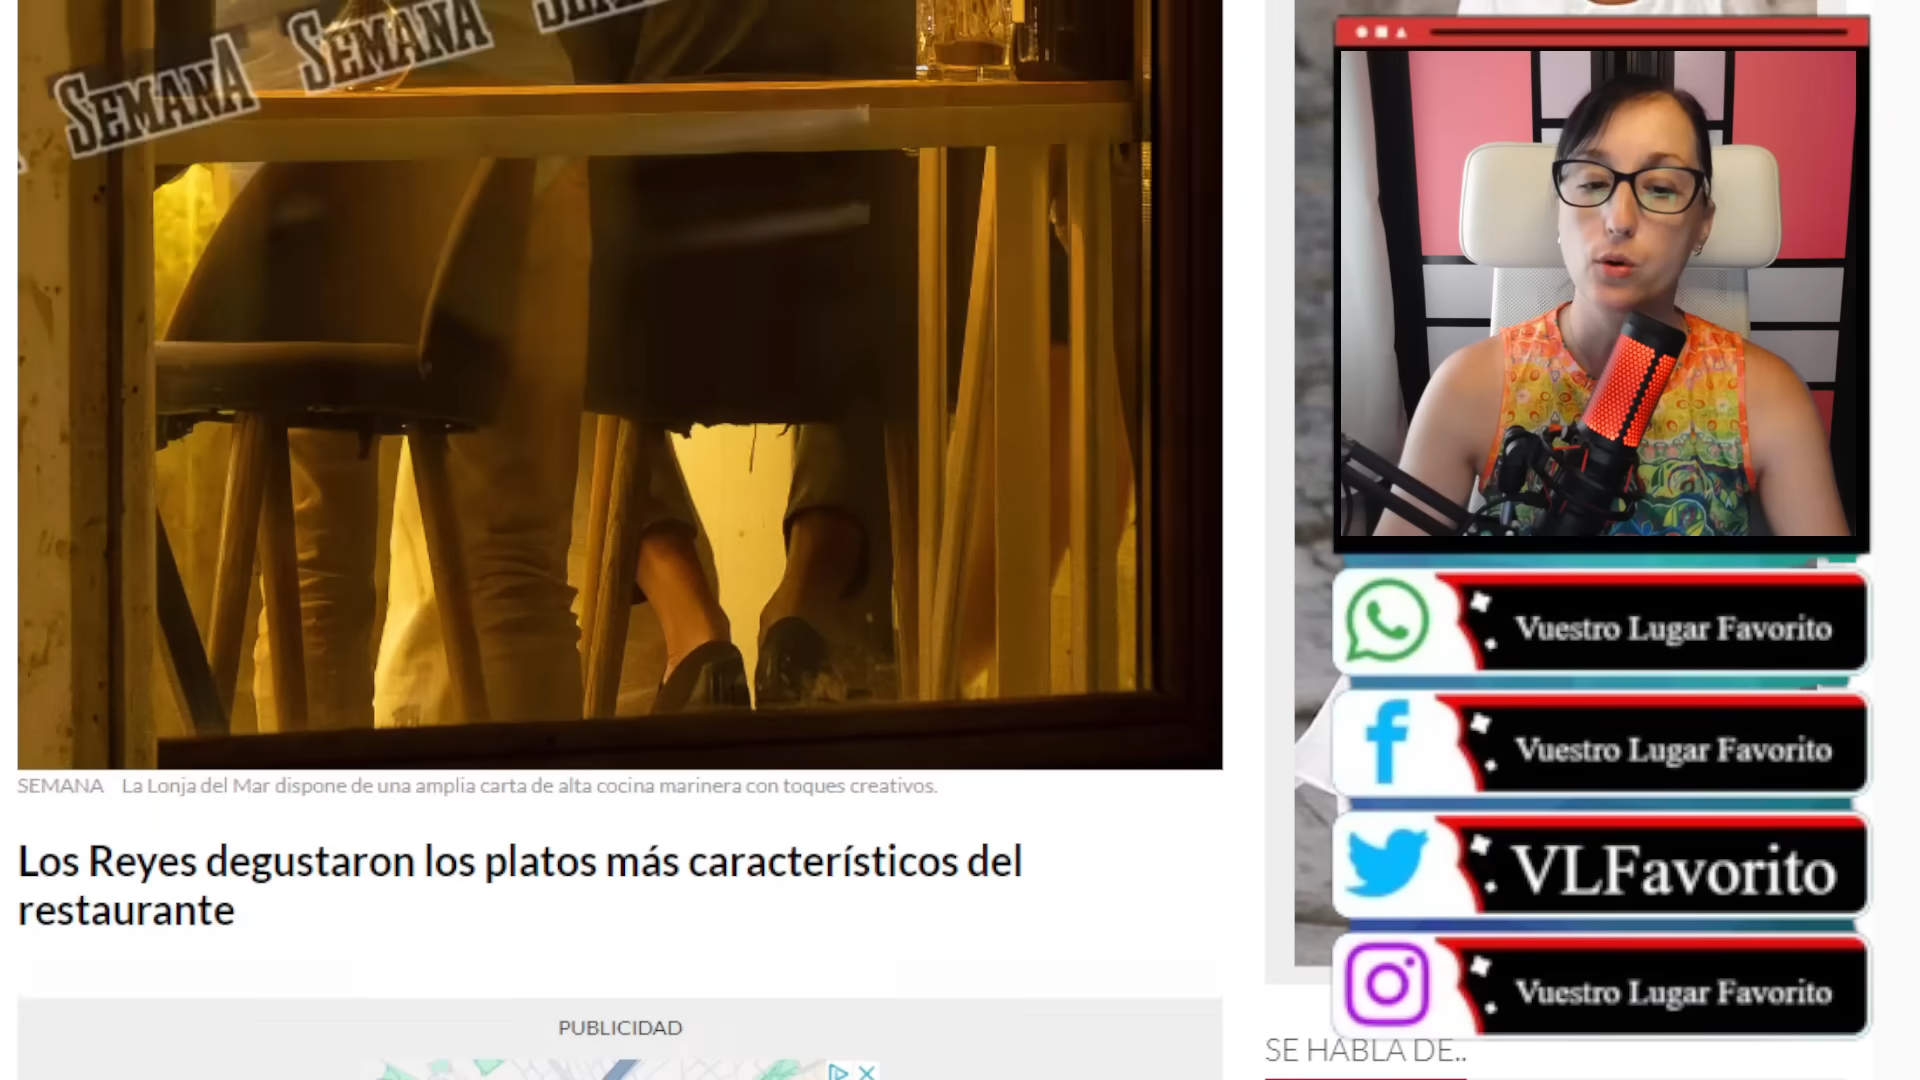 SEMANA
SEMANA
SEMANA La Lonja del Mar dispone de una amplia carta de alta cocina marinera con toques creativos.
Los Reyes degustaron los platos más característicos del
restaurante
PUBLICIDAD
Vuestro Lugar Favorito
Vuestro Lugar Favorito
VLFavorito
Vuestro Lugar Favorito
SE HABLA DE..